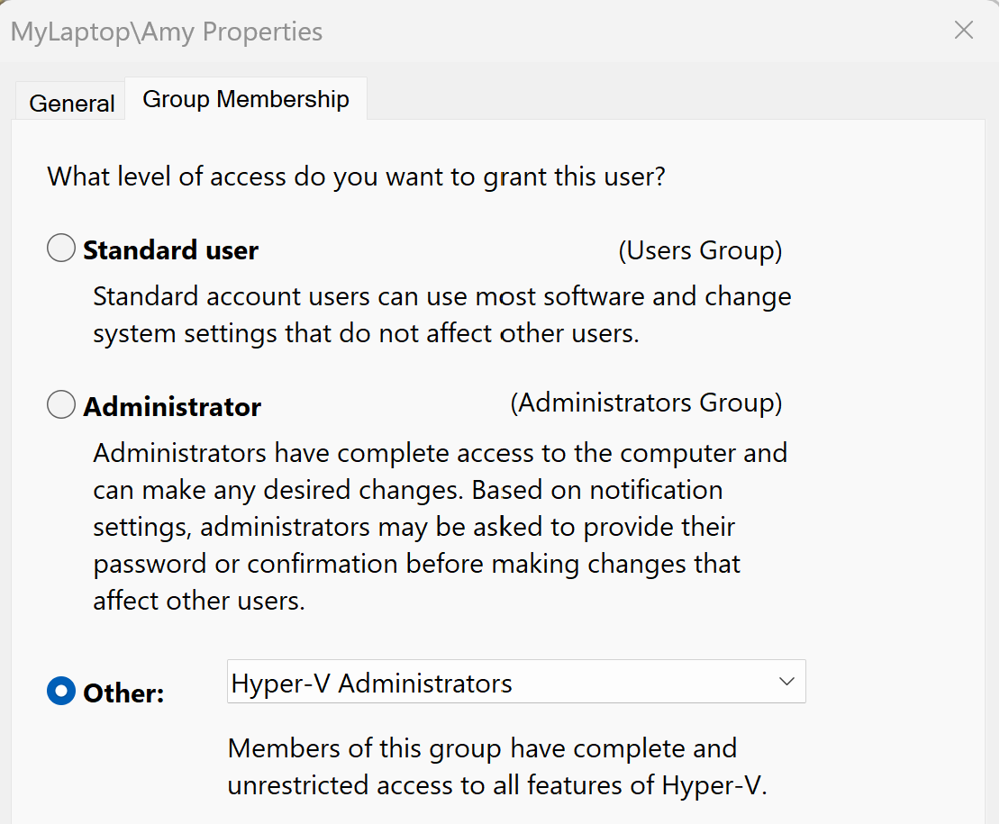 MyLaptop\Amy Properties
General
Group Membership
What level of access do you want to grant this user?
Standard user
(Users Group)
Standard account users can use most software and change
system settings that do not affect other users.
Administrator
(Administrators Group)
Administrators have complete access to the computer and
can make any desired changes. Based on notification
settings, administrators may be asked to provide their
password or confirmation before making changes that
affect other users.
Other:
Hyper-V Administrators
Members of this group have complete and
unrestricted access to all features of Hyper-V.